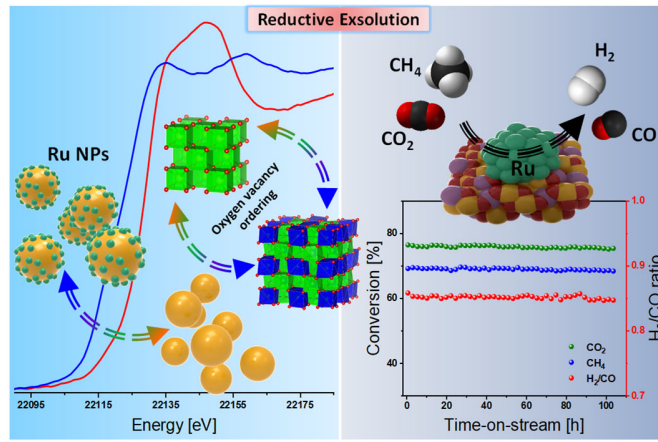 Reductive Exsolution
Ru NPs
Oxygen vacancy
ordering
22095
22115
22135
22155
22175
Energy [eV]
CH4
CO2
H2
CO
Ru
Conversion [%]
80
60
40
1.0
0.9
0.8
0.7
H2/CO ratio
CO2
CH4
H2/CO
0
20
40
60
80
100
Time-on-stream [h]